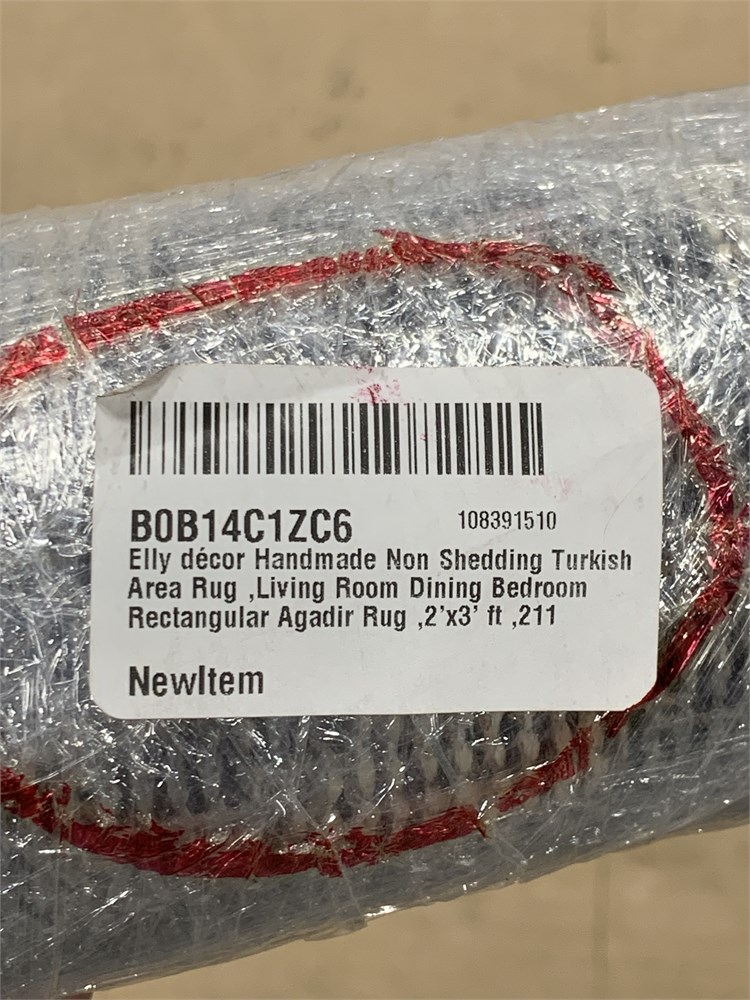 B0B14C1ZC6 108391510
Elly décor Handmade Non Shedding Turkish
Area Rug ,Living Room Dining Bedroom
Rectangular Agadir Rug ,2'x3' ft ,211
NewItem